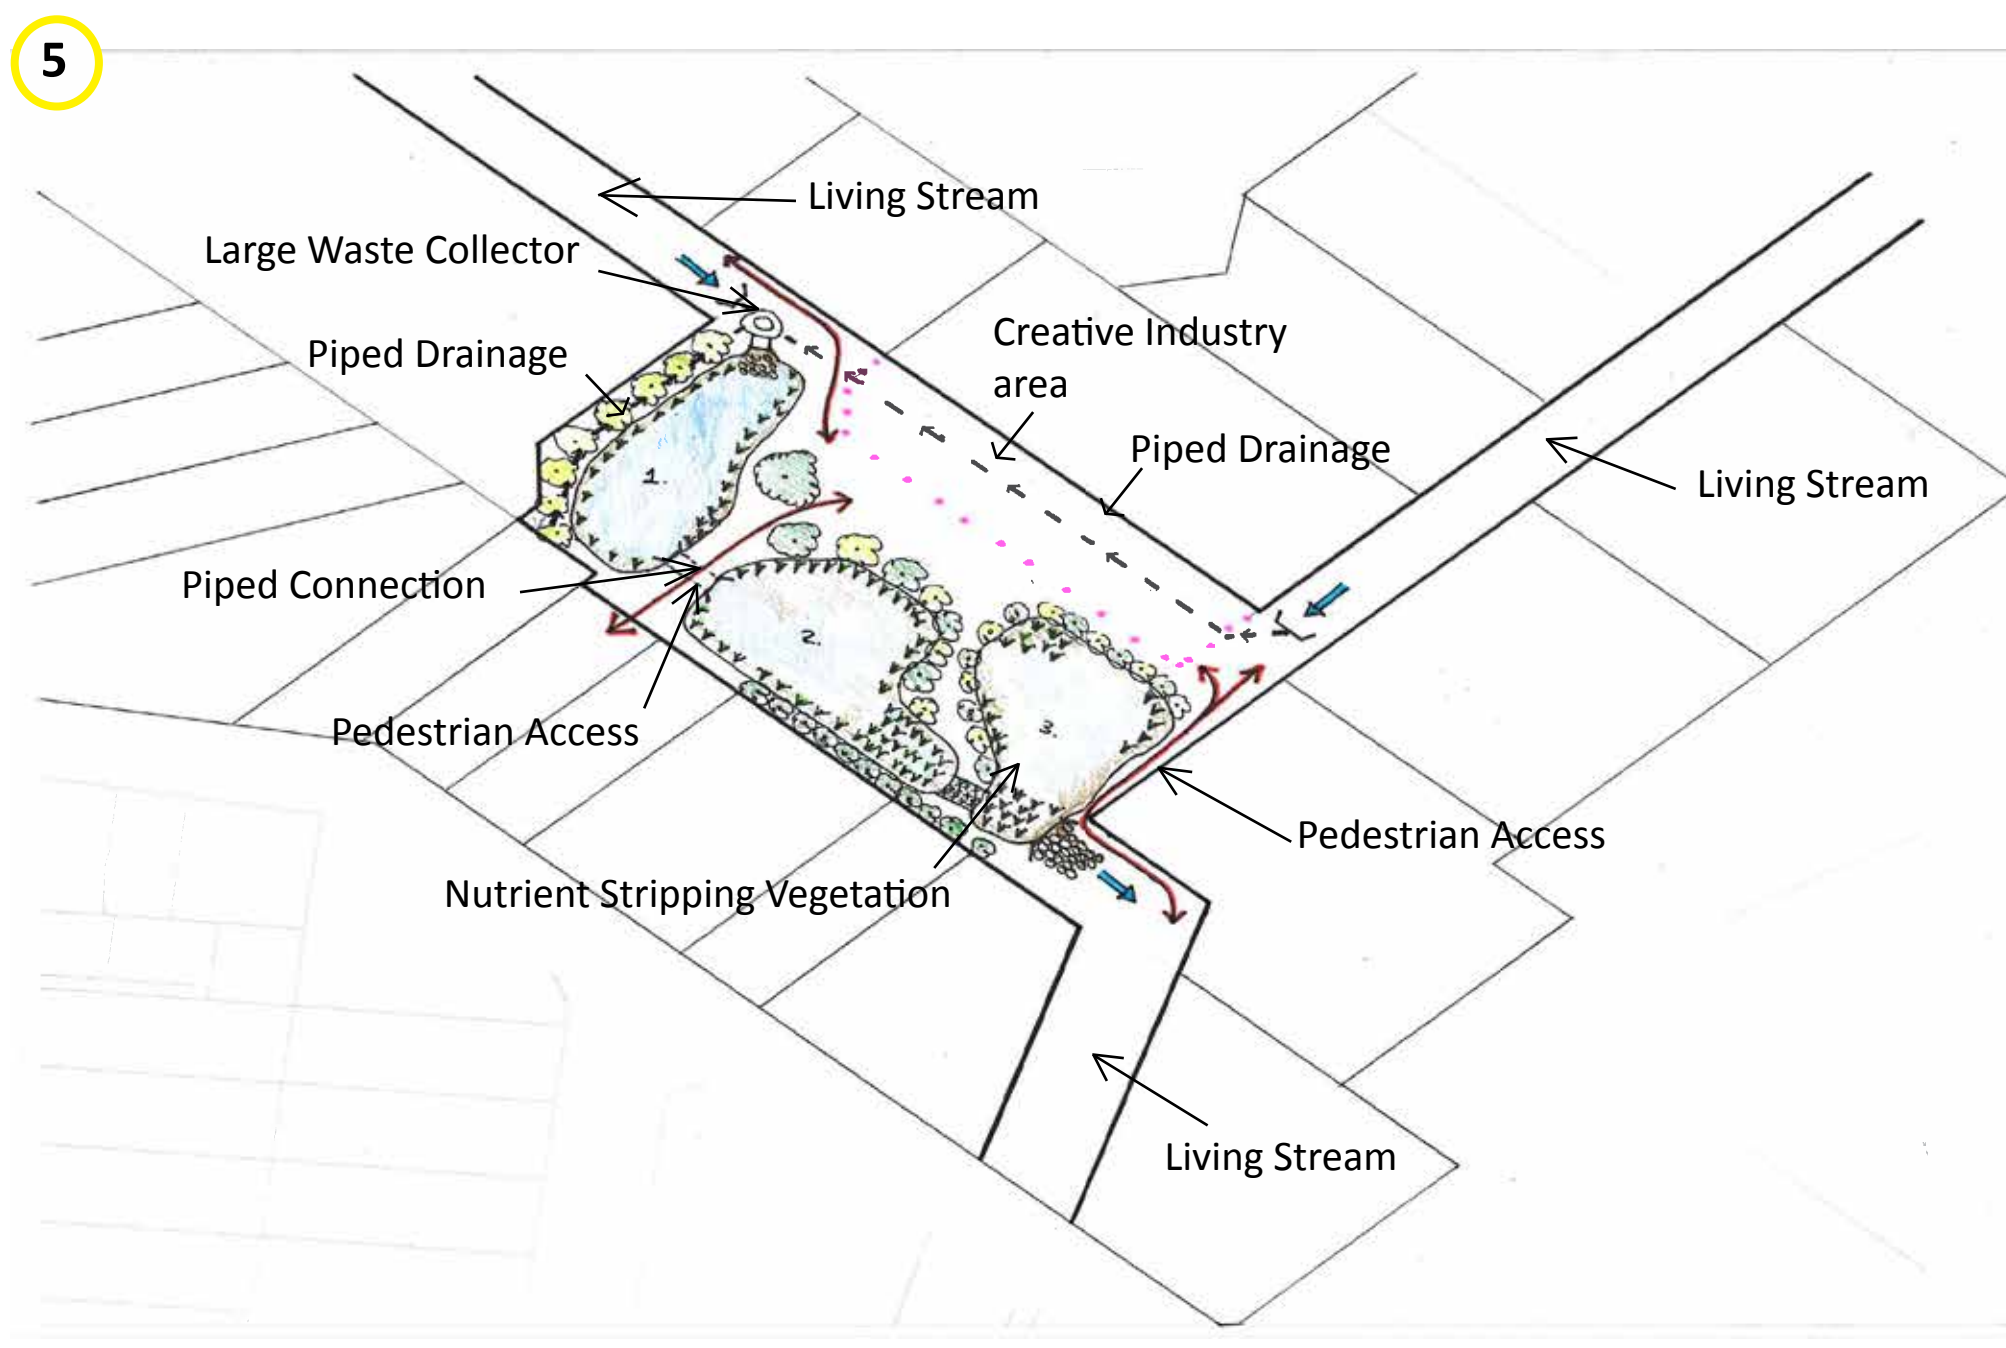 5
Living Stream
Large Waste Collector
Creative Industry
area
Piped Drainage
Piped Drainage
Living Stream
1.
Piped Connection
2.
3.
Pedestrian Access
Pedestrian Access
Nutrient Stripping Vegetation
Living Stream